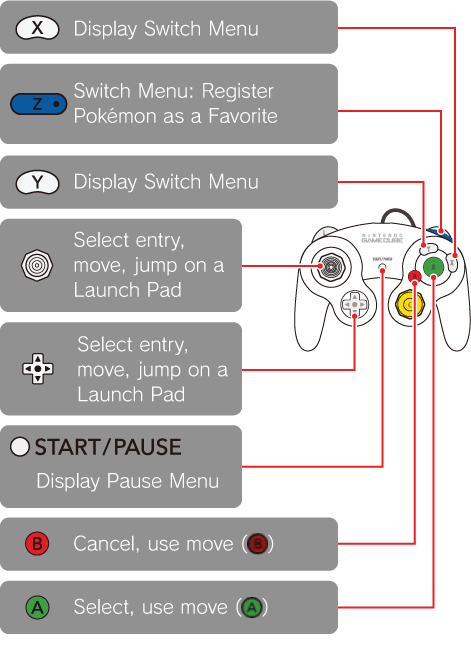 X Display Switch Menu
Z Switch Menu: Register
Pokémon as a Favorite
Y Display Switch Menu
NINTENDO
GAMECUBE
START/PAUSE
Select entry,
move, jump on a
Launch Pad
Select entry,
move, jump on a
Launch Pad
START/PAUSE
Display Pause Menu
B Cancel, use move (B)
A Select, use move (A)